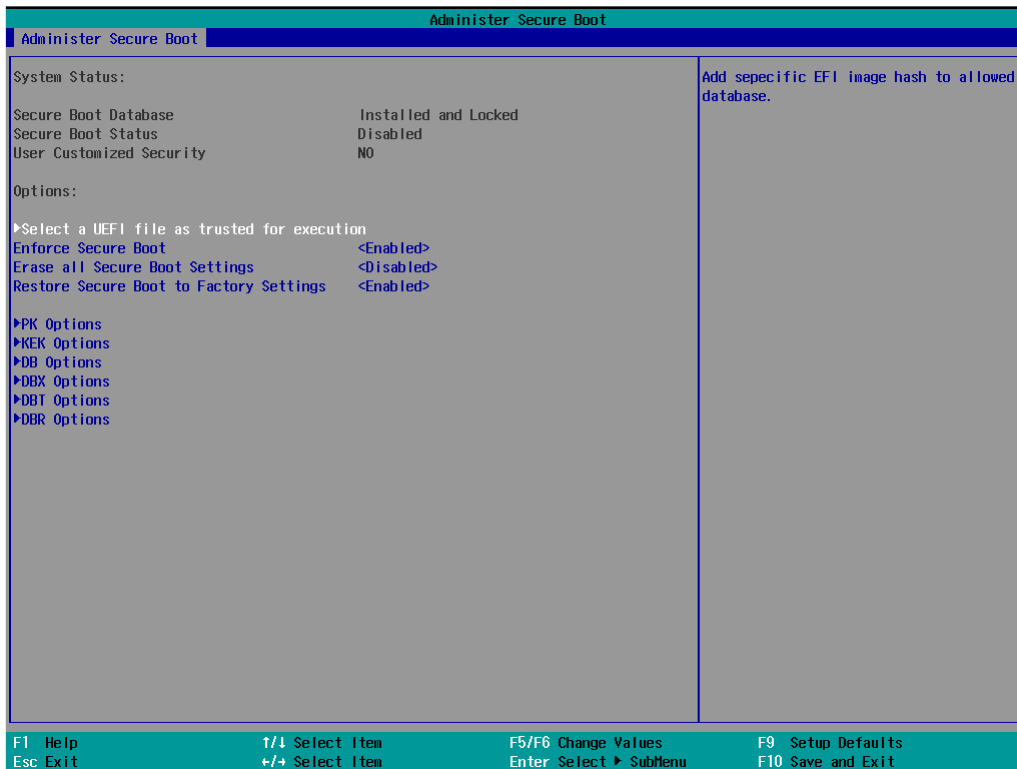 Administer Secure Boot
Administer Secure Boot
System Status:
Secure Boot Database Installed and Locked
Secure Boot Status Disabled
User Customized Security NO
Options:
▶Select a UEFI file as trusted for execution
Enforce Secure Boot <Enabled>
Erase all Secure Boot Settings <Disabled>
Restore Secure Boot to Factory Settings <Enabled>
▶PK Options
▶KEK Options
▶DB Options
▶DBX Options
▶DBT Options
▶DBR Options
Add sepecific EFI image hash to allowed
database.
F1 Help ↑/↓ Select Item F5/F6 Change Values F9 Setup Defaults
Esc Exit ←/→ Select Item Enter Select ▶ SubMenu F10 Save and Exit